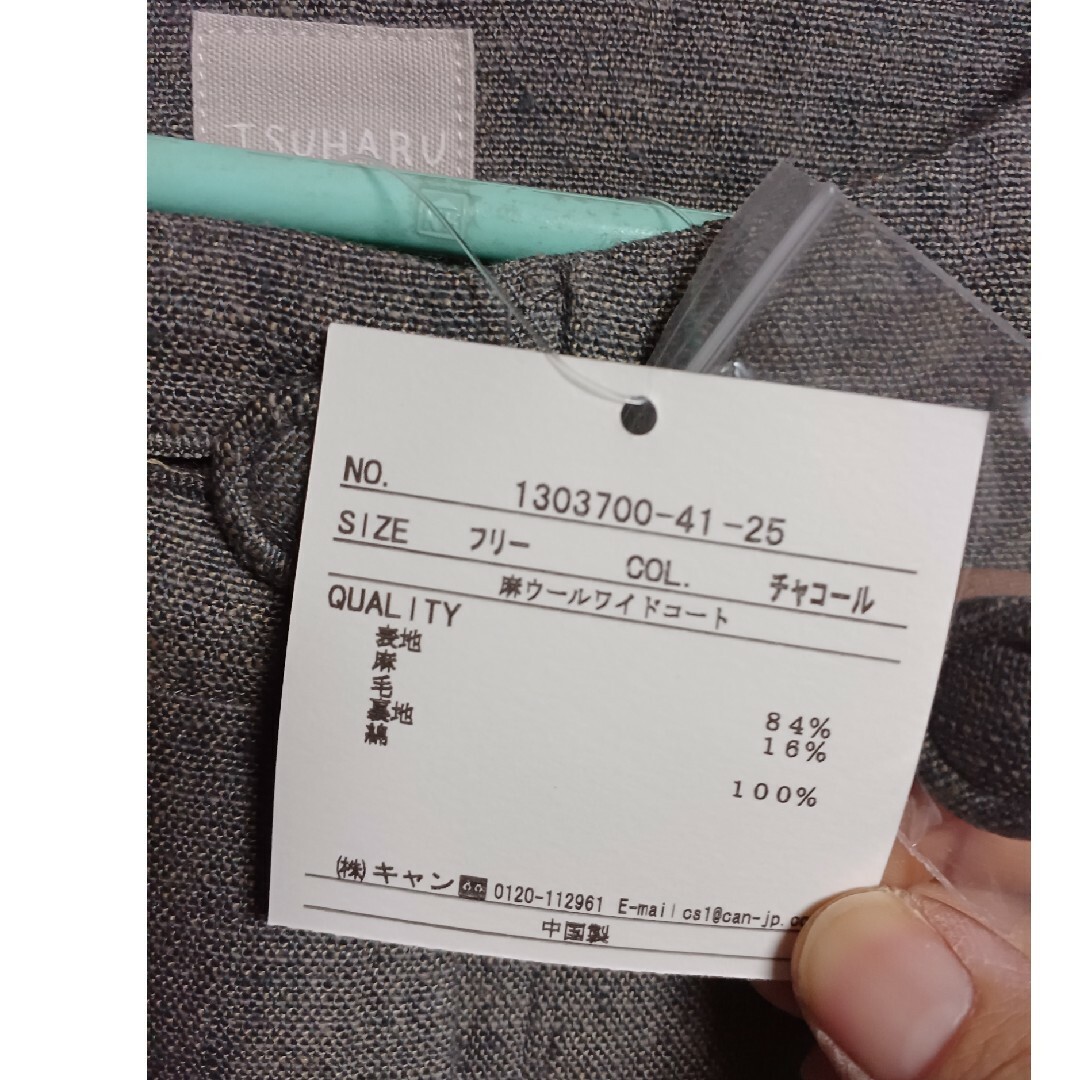 TSUHARU
NO. 1303700-41-25
SIZE フリー COL. チャコール
麻ウールワイドコート
QUALITY
表地
麻 84%
毛 16%
裏地
綿 100%
(株)キャン 0120-112961 E-mail cs1@can-jp.co
中国製